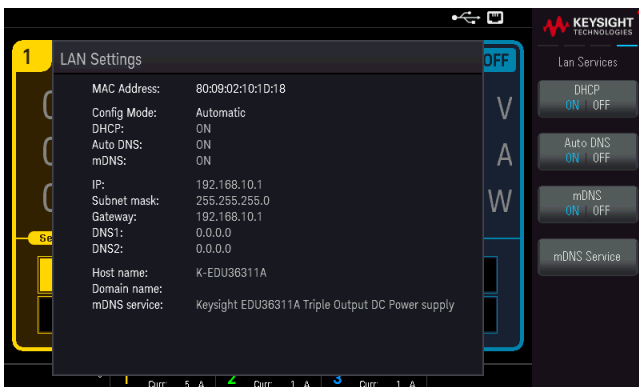 KEYSIGHT
TECHNOLOGIES
1
LAN Settings
OFF
Lan Services
MAC Address: 80:09:02:10:1D:18
DHCP
ON OFF
Config Mode: Automatic
DHCP: ON
Auto DNS: ON
mDNS: ON
V
A
W
Auto DNS
ON OFF
IP: 192.168.10.1
Subnet mask: 255.255.255.0
Gateway: 192.168.10.1
DNS1: 0.0.0.0
DNS2: 0.0.0.0
mDNS
ON OFF
Se
mDNS Service
Host name: K-EDU36311A
Domain name:
mDNS service: Keysight EDU36311A Triple Output DC Power supply
1 Curr 5 A 2 Curr 1 A 3 Curr 1 A